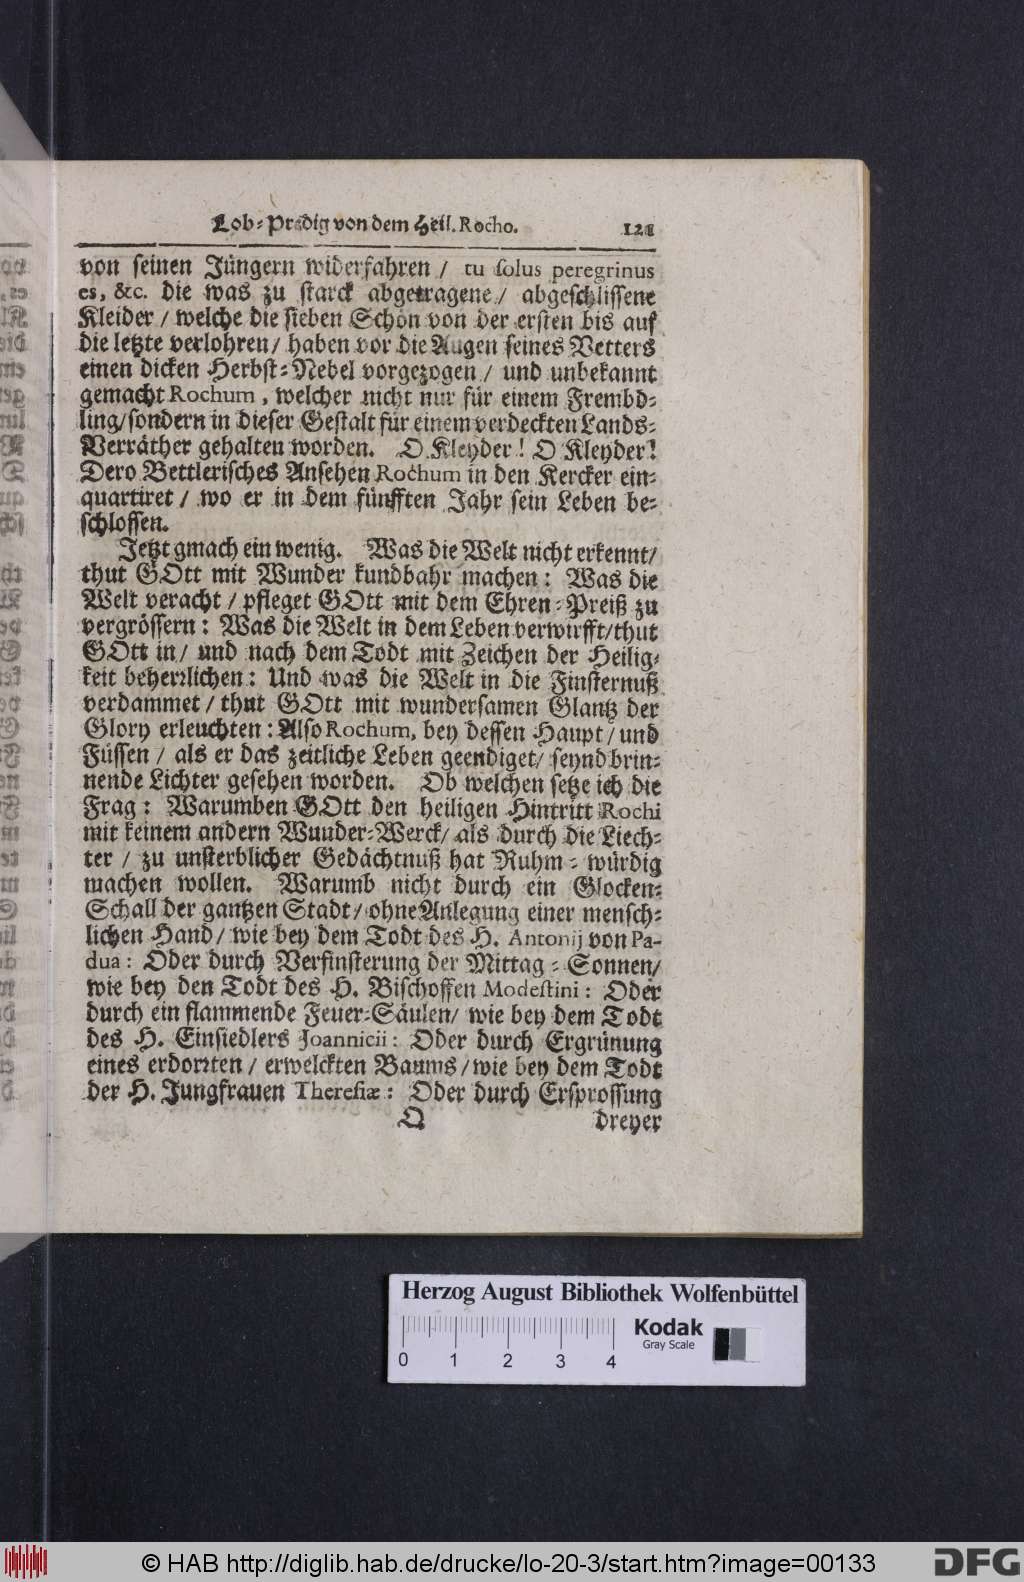 Lob-Predig von dem Heil. Rocho. 121
von seinen Jüngern widerfahren / tu solus peregrinus
es, &c. die was zu starck abgetragene / abgeschlissene
Kleider / welche die sieben Schön von der ersten bis auf
die letzte verlohren / haben vor die Augen seines Vetters
einen dicken Herbst-Nebel vorgezogen / und unbekannt
gemacht Rochum, welcher nicht nur für einem Frembd-
ling/sondern in dieser Gestalt für einem verdeckten Lands-
Verräther gehalten worden. O Kleyder! O Kleyder!
Dero Bettlerisches Ansehen Rochum in den Kercker ein-
quartiret / wo er in dem fünfften Jahr sein Leben be-
schlossen.
Jetzt gmach ein wenig. Was die Welt nicht erkennt/
thut GOtt mit Wunder kundbahr machen: Was die
Welt veracht / pfleget GOtt mit dem Ehren-Preiß zu
vergrössern: Was die Welt in dem Leben verwirfft/thut
GOtt in / und nach dem Todt mit Zeichen der Heilig-
keit beherrlichen: Und was die Welt in die Finsternuß
verdammet / thut GOtt mit wundersamen Glantz der
Glory erleuchten: Also Rochum, bey dessen Haupt / und
Füssen / als er das zeitliche Leben geendiget / seynd brin-
nende Lichter gesehen worden. Ob welchen setze ich die
Frag: Warumben GOtt den heiligen Hintritt Rochi
mit keinem andern Wunder-Werck / als durch die Liech-
ter / zu unsterblicher Gedächtnuß hat Ruhm-würdig
machen wollen. Warumb nicht durch ein Glocken-
Schall der gantzen Stadt / ohne Anlegung einer mensch-
lichen Hand / wie bey dem Todt des H. Antonij von Pa-
dua: Oder durch Verfinsterung der Mittag-Sonnen/
wie bey den Todt des H. Bischoffen Modestini: Oder
durch ein flammende Feuer-Säulen / wie bey dem Todt
des H. Einsiedlers Joannicii: Oder durch Ergrünung
eines erdorrten / erwelckten Baums / wie bey dem Todt
der H. Jungfrauen Theresiæ: Oder durch Ersprossung
Q dreyer
Herzog August Bibliothek Wolfenbüttel
Kodak
Gray Scale
0 1 2 3 4
© HAB http://diglib.hab.de/drucke/lo-20-3/start.htm?image=00133
DFG